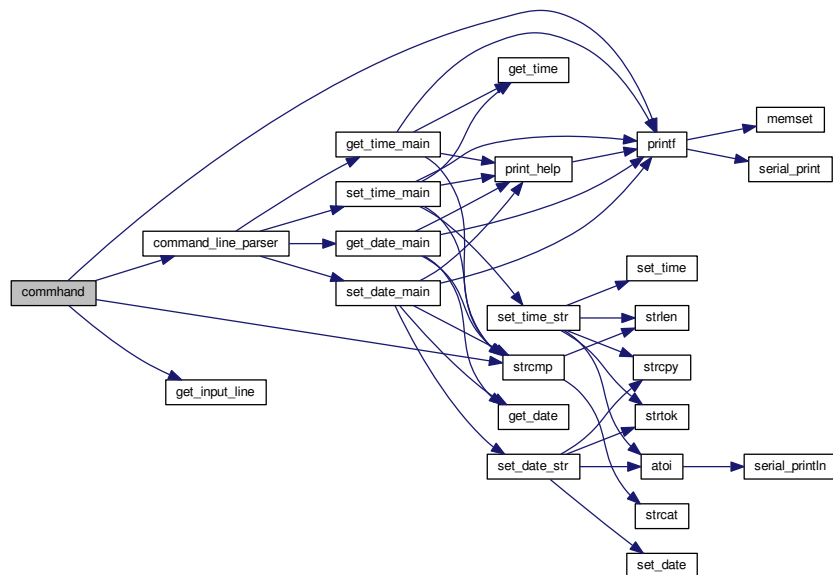 get_time
memset
get_time_main
printf
print_help
serial_print
set_time_main
command_line_parser
get_date_main
set_time
commhand
set_date_main
set_time_str
strlen
strcmp
strcpy
get_input_line
get_date
strtok
set_date_str
atoi
serial_println
strcat
set_date